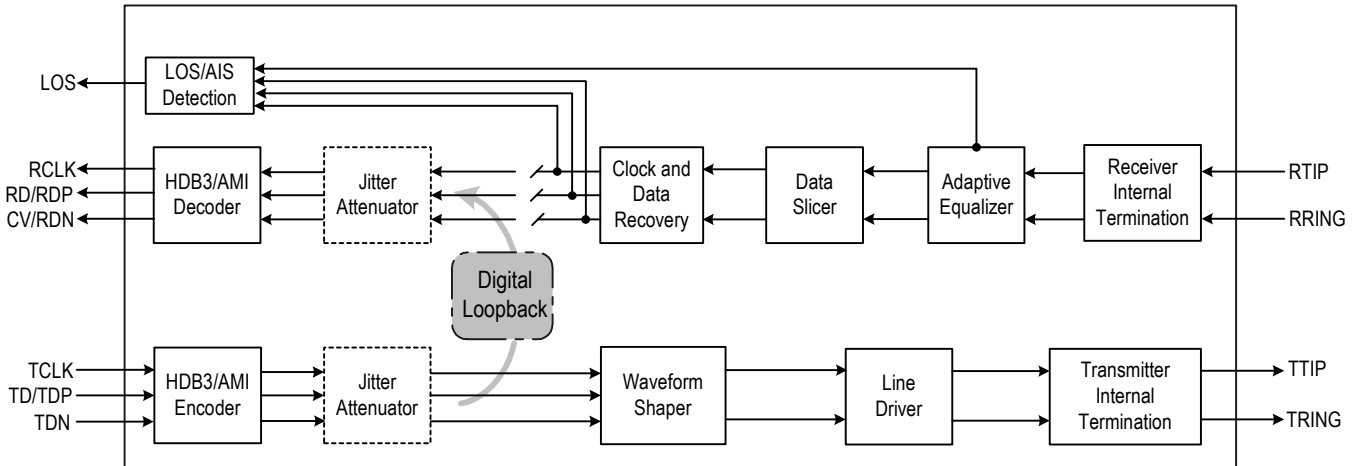 LOS
LOS/AIS
Detection
RCLK
RD/RDP
CV/RDN
HDB3/AMI
Decoder
Jitter
Attenuator
Clock and
Data
Recovery
Data
Slicer
Adaptive
Equalizer
Receiver
Internal
Termination
RTIP
RRING
Digital
Loopback
TCLK
TD/TDP
TDN
HDB3/AMI
Encoder
Jitter
Attenuator
Waveform
Shaper
Line
Driver
Transmitter
Internal
Termination
TTIP
TRING